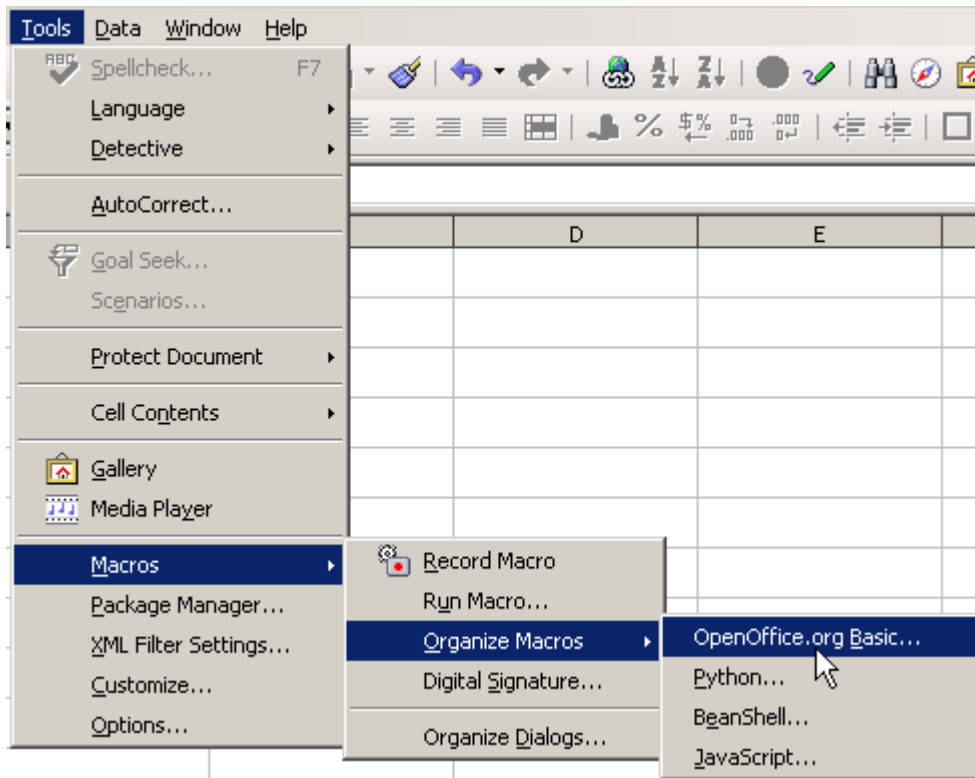 Tools Data Window Help
ABC Spellcheck... F7
Language
Detective
AutoCorrect...
D E
Goal Seek...
Scenarios...
Protect Document
Cell Contents
Gallery
Media Player
Macros
Package Manager...
XML Filter Settings...
Customize...
Options...
Record Macro
Run Macro...
Organize Macros
Digital Signature...
Organize Dialogs...
OpenOffice.org Basic...
Python...
BeanShell...
JavaScript...